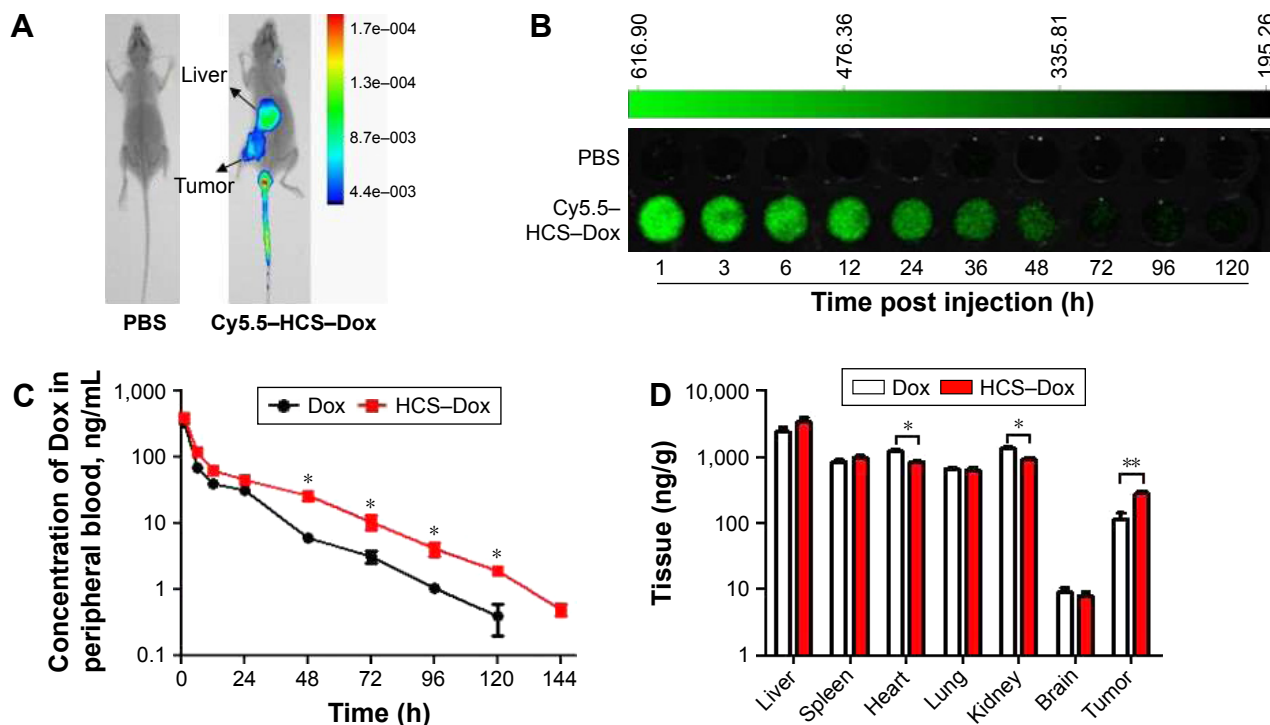 A
Liver
Tumor
1.7e–004
1.3e–004
8.7e–003
4.4e–003
PBS
Cy5.5–HCS–Dox
B
616.90
476.36
335.81
195.26
PBS
Cy5.5–
HCS–Dox
1 3 6 12 24 36 48 72 96 120
Time post injection (h)
C
Concentration of Dox in
peripheral blood, ng/mL
Dox HCS–Dox
1,000
100
10
1
0.1
* * * *
0 24 48 72 96 120 144
Time (h)
D
Tissue (ng/g)
Dox HCS–Dox
10,000
1,000
100
10
1
* * **
Liver Spleen Heart Lung Kidney Brain Tumor